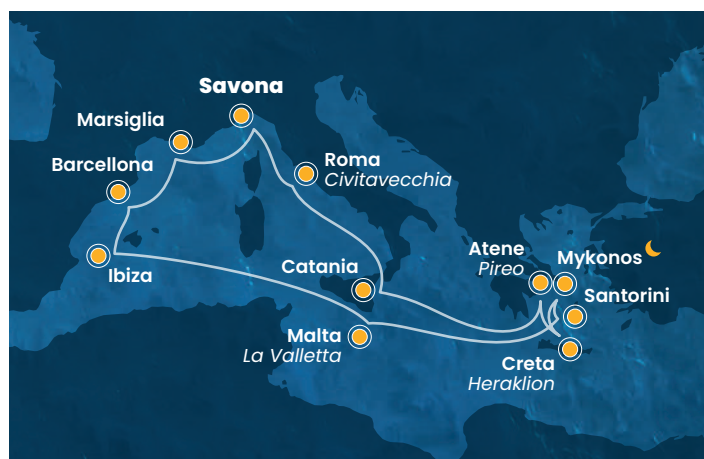 Savona
Marsiglia
Barcellona
Roma
Civitavecchia
Atene
Pireo
Mykonos
Catania
Ibiza
Santorini
Malta
La Valletta
Creta
Heraklion